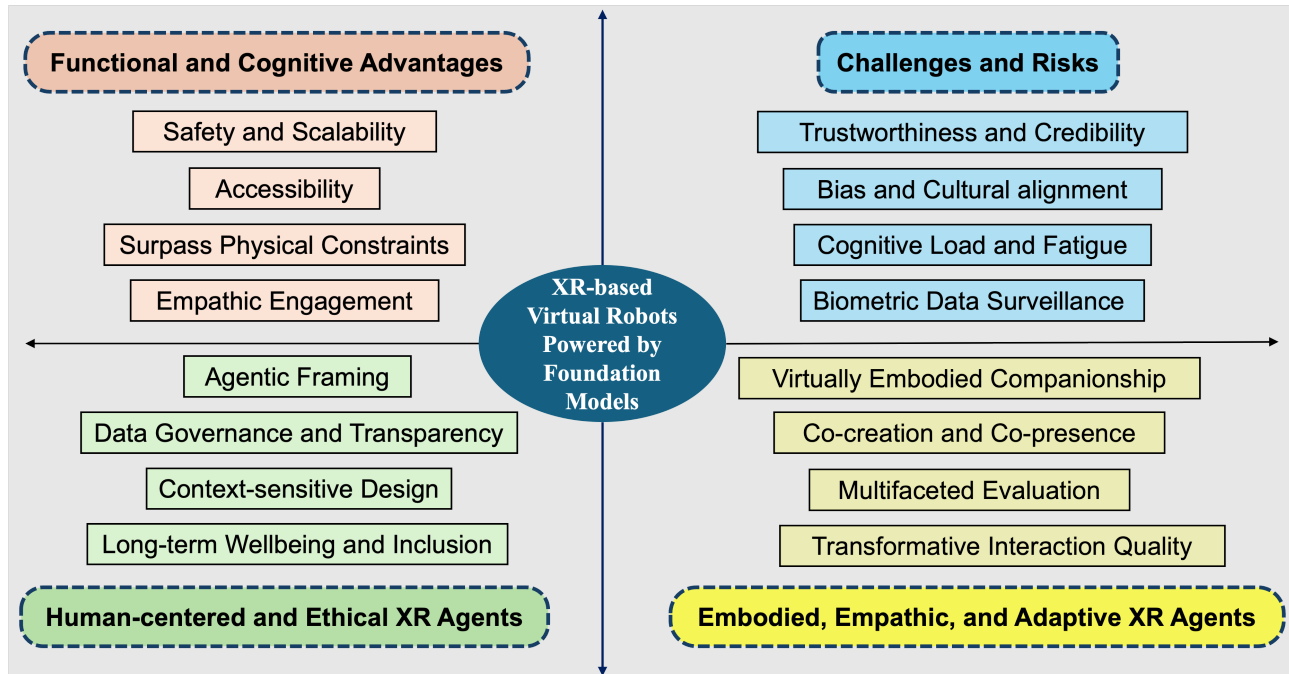 Functional and Cognitive Advantages
Safety and Scalability
Accessibility
Surpass Physical Constraints
Empathic Engagement
Challenges and Risks
Trustworthiness and Credibility
Bias and Cultural alignment
Cognitive Load and Fatigue
Biometric Data Surveillance
XR-based
Virtual Robots
Powered by
Foundation
Models
Agentic Framing
Data Governance and Transparency
Context-sensitive Design
Long-term Wellbeing and Inclusion
Human-centered and Ethical XR Agents
Virtually Embodied Companionship
Co-creation and Co-presence
Multifaceted Evaluation
Transformative Interaction Quality
Embodied, Empathic, and Adaptive XR Agents